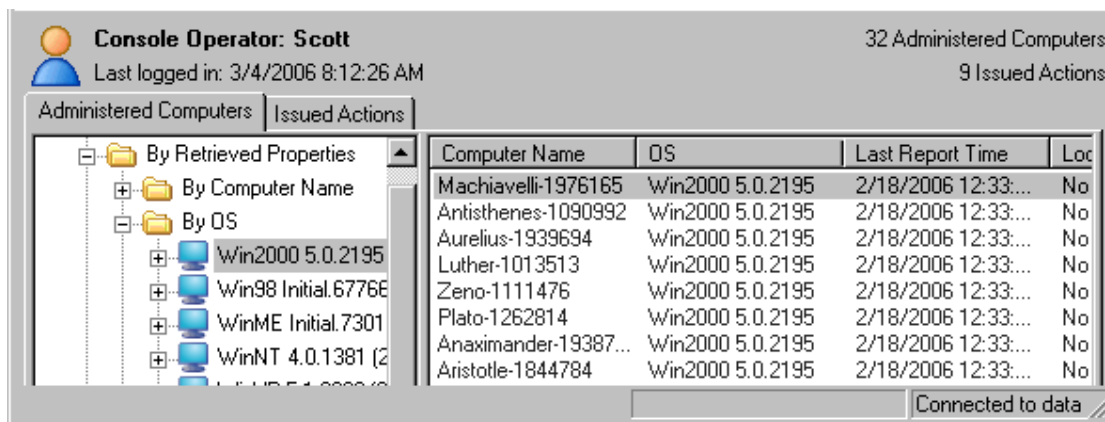 Console Operator: Scott
32 Administered Computers
Last logged in: 3/4/2006 8:12:26 AM
9 Issued Actions
Administered Computers
Issued Actions
By Retrieved Properties
By Computer Name
By OS
Win2000 5.0.2195
Win98 Initial.67766
WinME Initial.7301
WinNT 4.0.1381 (2
Computer Name OS Last Report Time Loc
Machiavelli-1976165 Win2000 5.0.2195 2/18/2006 12:33:... No
Antisthenes-1090992 Win2000 5.0.2195 2/18/2006 12:33:... No
Aurelius-1939694 Win2000 5.0.2195 2/18/2006 12:33:... No
Luther-1013513 Win2000 5.0.2195 2/18/2006 12:33:... No
Zeno-1111476 Win2000 5.0.2195 2/18/2006 12:33:... No
Plato-1262814 Win2000 5.0.2195 2/18/2006 12:33:... No
Anaximander-19387... Win2000 5.0.2195 2/18/2006 12:33:... No
Aristotle-1844784 Win2000 5.0.2195 2/18/2006 12:33:... No
Connected to data